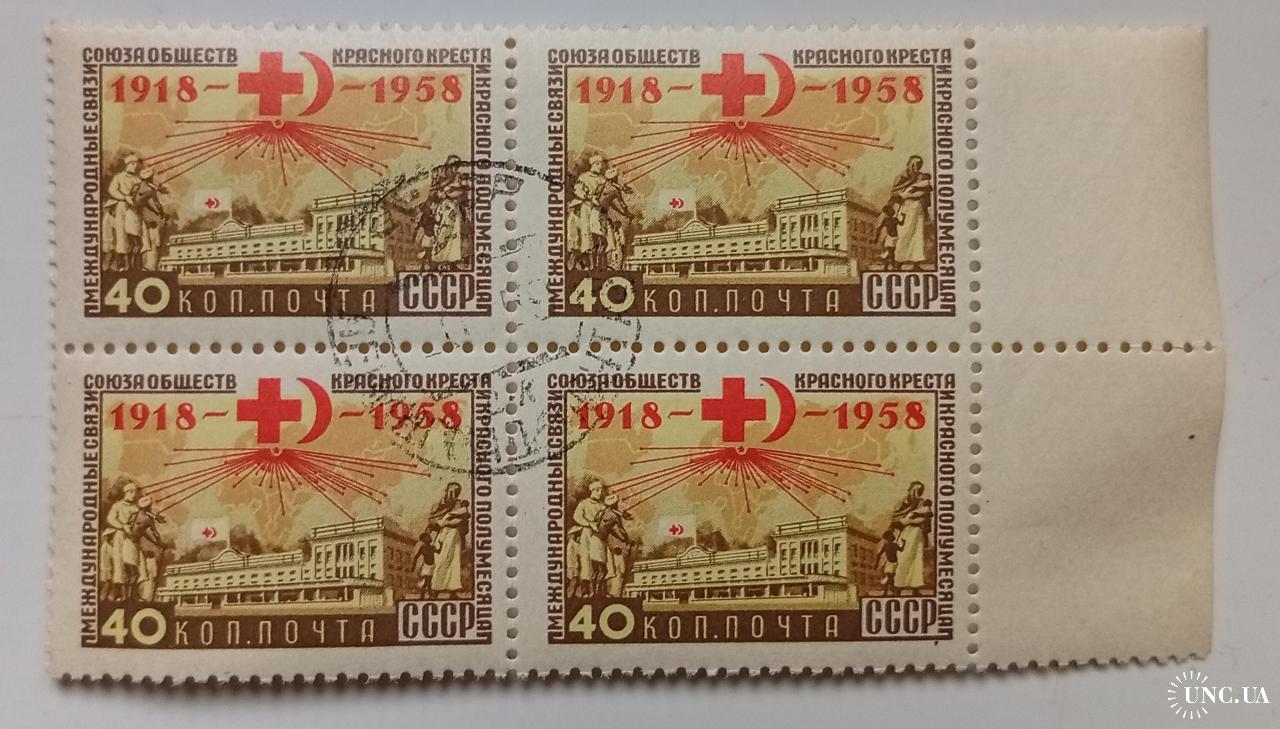 СОЮЗА ОБЩЕСТВ КРАСНОГО КРЕСТА
МЕЖДУНАРОДНЫЕ СВЯЗИ
И КРАСНОГО ПОЛУМЕСЯЦА
1918 – – 1958
40 КОП. ПОЧТА СССР
СОЮЗА ОБЩЕСТВ КРАСНОГО КРЕСТА
МЕЖДУНАРОДНЫЕ СВЯЗИ
И КРАСНОГО ПОЛУМЕСЯЦА
1918 – – 1958
40 КОП. ПОЧТА СССР
СОЮЗА ОБЩЕСТВ КРАСНОГО КРЕСТА
МЕЖДУНАРОДНЫЕ СВЯЗИ
И КРАСНОГО ПОЛУМЕСЯЦА
1918 – – 1958
40 КОП. ПОЧТА СССР
СОЮЗА ОБЩЕСТВ КРАСНОГО КРЕСТА
МЕЖДУНАРОДНЫЕ СВЯЗИ
И КРАСНОГО ПОЛУМЕСЯЦА
1918 – – 1958
40 КОП. ПОЧТА СССР
UNC.UA